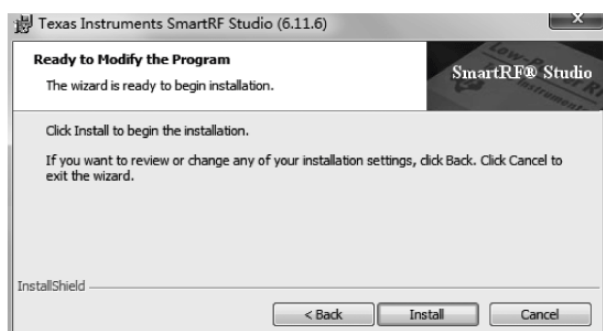 Texas Instruments SmartRF Studio (6.11.6)
X
Ready to Modify the Program
The wizard is ready to begin installation.
SmartRF® Studio
Click Install to begin the installation.
If you want to review or change any of your installation settings, click Back. Click Cancel to
exit the wizard.
InstallShield
< Back
Install
Cancel